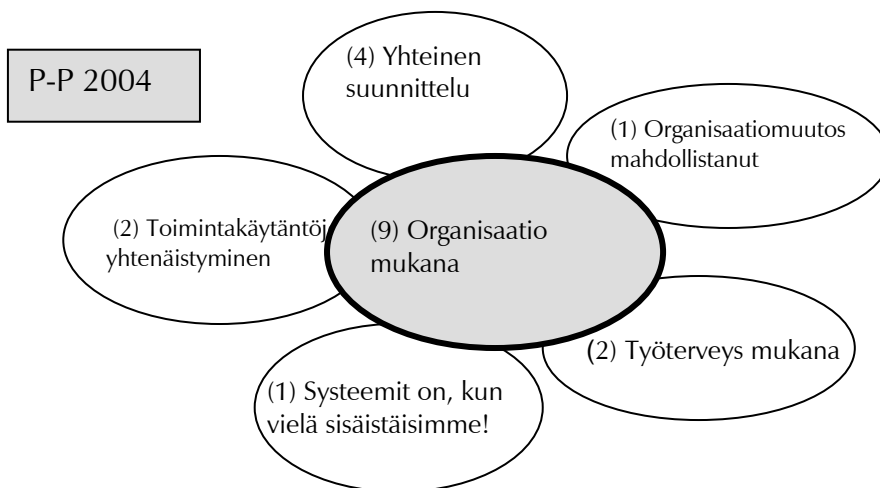 P-P 2004
(4) Yhteinen
suunnittelu
(1) Organisaatiomuutos
mahdollistanut
(2) Toimintakäytäntöj
yhtenäistyminen
(9) Organisaatio
mukana
(2) Työterveys mukana
(1) Systeemit on, kun
vielä sisäistäisimme!